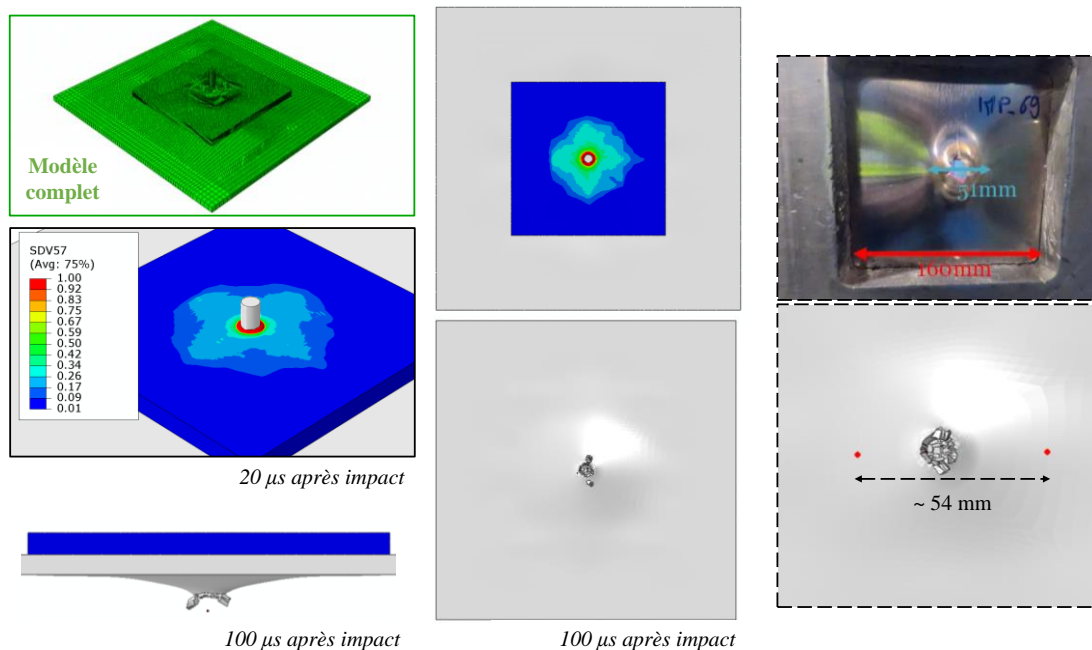 Modèle
complet
SDV57
(Avg: 75%)
1.00
0.92
0.83
0.75
0.67
0.59
0.50
0.42
0.34
0.26
0.17
0.09
0.01
20 μs après impact
100 μs après impact
100 μs après impact
51mm
160mm
~ 54 mm